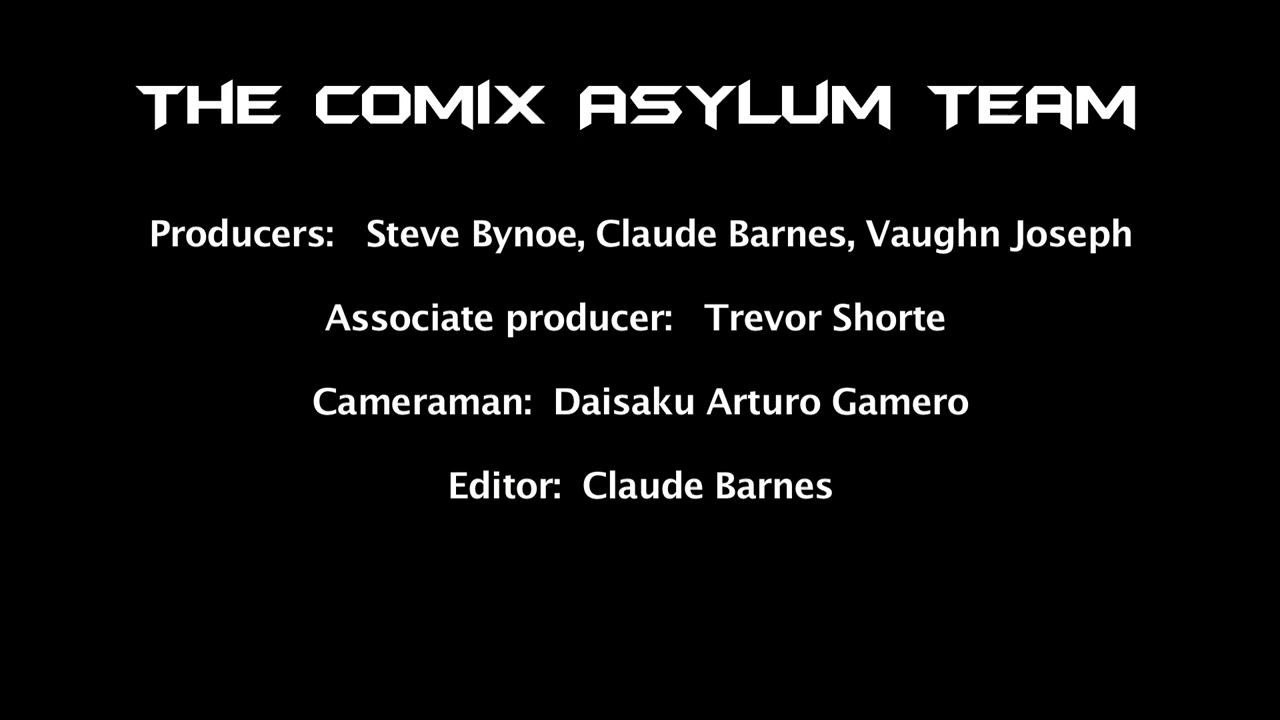 THE COMIX ASYLUM TEAM
Producers: Steve Bynoe, Claude Barnes, Vaughn Joseph
Associate producer: Trevor Shorte
Cameraman: Daisaku Arturo Gamero
Editor: Claude Barnes